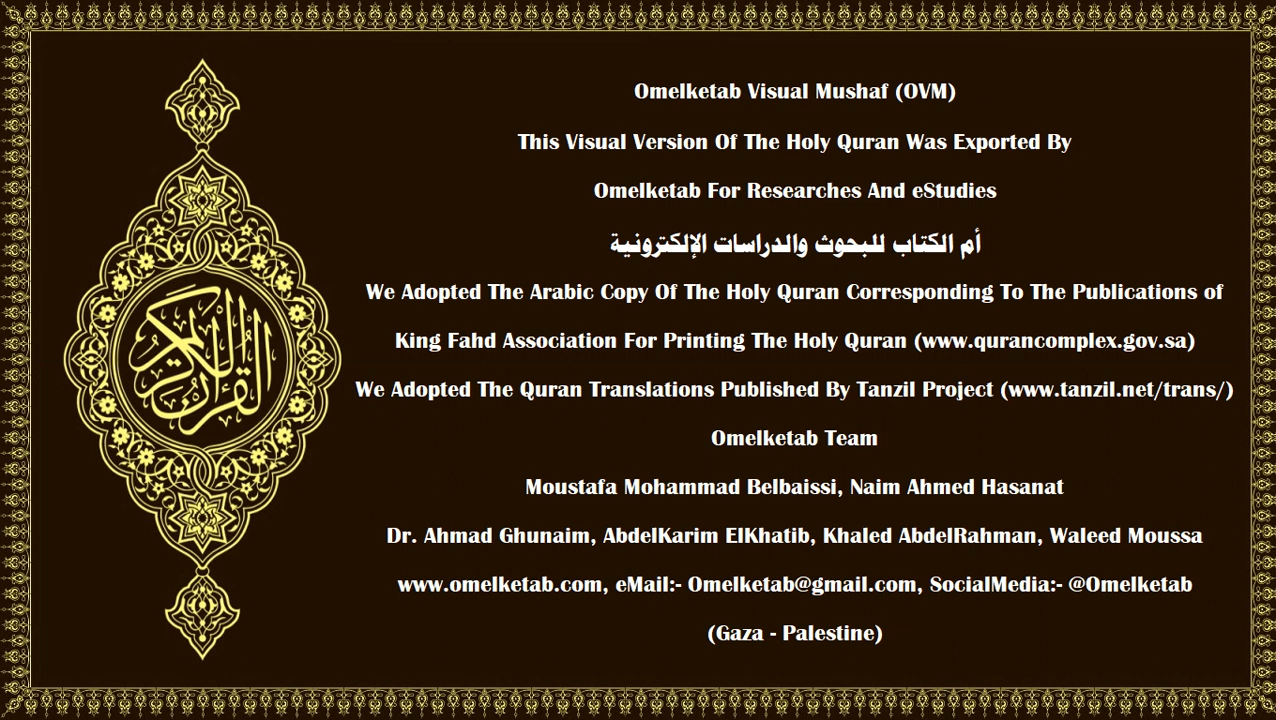 Omelketab Visual Mushaf (OVM)
This Visual Version Of The Holy Quran Was Exported By
Omelketab For Researches And eStudies
أم الكتاب للبحوث والدراسات الإلكترونية
We Adopted The Arabic Copy Of The Holy Quran Corresponding To The Publications of
King Fahd Association For Printing The Holy Quran (www.qurancomplex.gov.sa)
We Adopted The Quran Translations Published By Tanzil Project (www.tanzil.net/trans/)
Omelketab Team
Moustafa Mohammad Belbaissi, Naim Ahmed Hasanat
Dr. Ahmad Ghunaim, AbdelKarim ElKhatib, Khaled AbdelRahman, Waleed Moussa
www.omelketab.com, eMail:- Omelketab@gmail.com, SocialMedia:- @Omelketab
(Gaza - Palestine)
القرآن الكريم